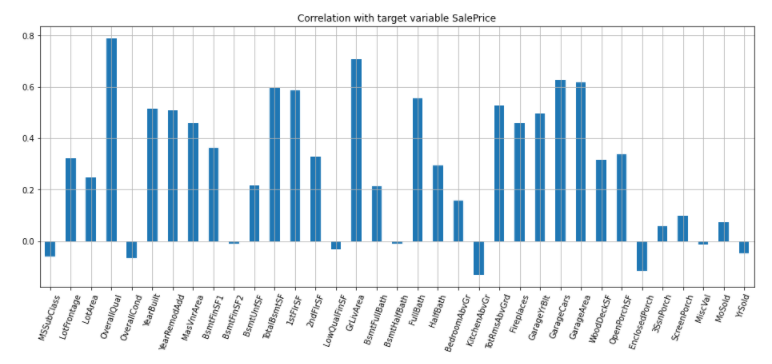 Correlation with target variable SalePrice
0.8
0.6
0.4
0.2
0.0
MSSubClass
LotFrontage
LotArea
OverallQual
OverallCond
YearBuilt
YearRemodAdd
MasVnrArea
BsmtFinSF1
BsmtFinSF2
BsmtUnfSF
TotalBsmtSF
1stFlrSF
2ndFlrSF
LowQualFinSF
GrLivArea
BsmtFullBath
BsmtHalfBath
FullBath
HalfBath
BedroomAbvGr
KitchenAbvGr
TotRmsAbvGrd
Fireplaces
GarageYrBlt
GarageCars
GarageArea
WoodDeckSF
OpenPorchSF
EnclosedPorch
3SsnPorch
ScreenPorch
MiscVal
MoSold
YrSold